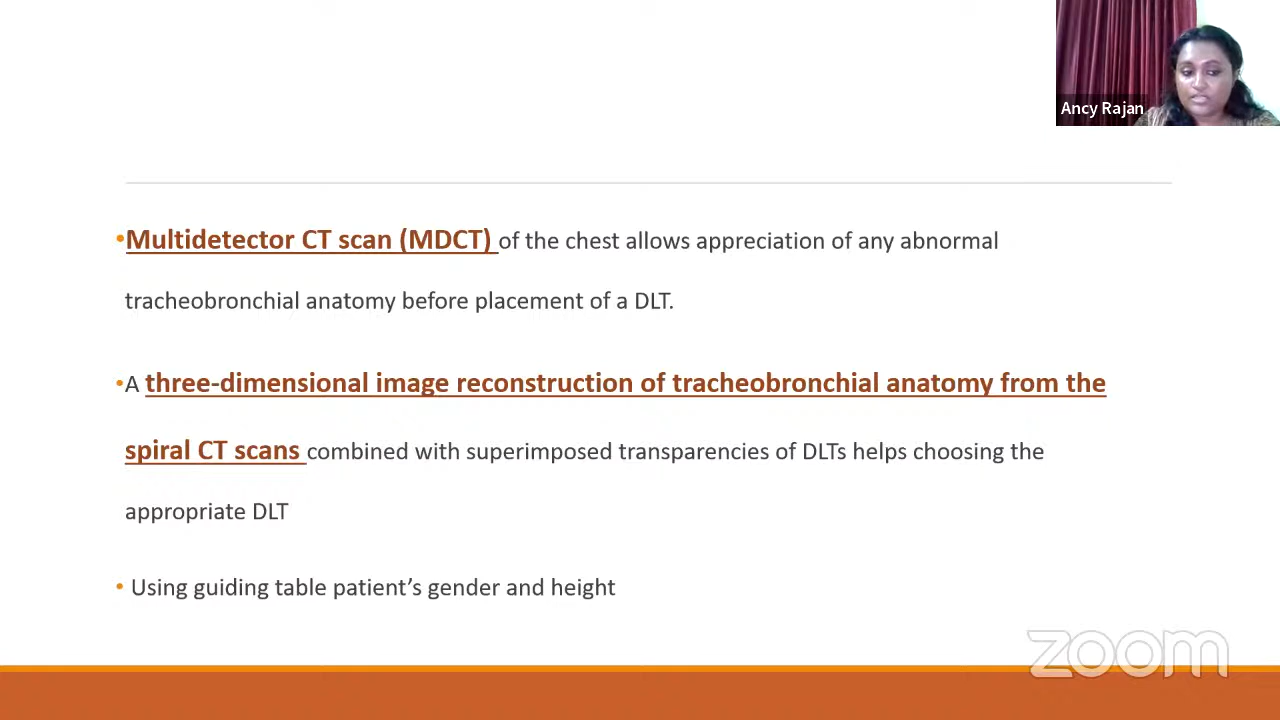 Ancy Rajan
•Multidetector CT scan (MDCT) of the chest allows appreciation of any abnormal
tracheobronchial anatomy before placement of a DLT.
•A three-dimensional image reconstruction of tracheobronchial anatomy from the
spiral CT scans combined with superimposed transparencies of DLTs helps choosing the
appropriate DLT
• Using guiding table patient’s gender and height
zoom